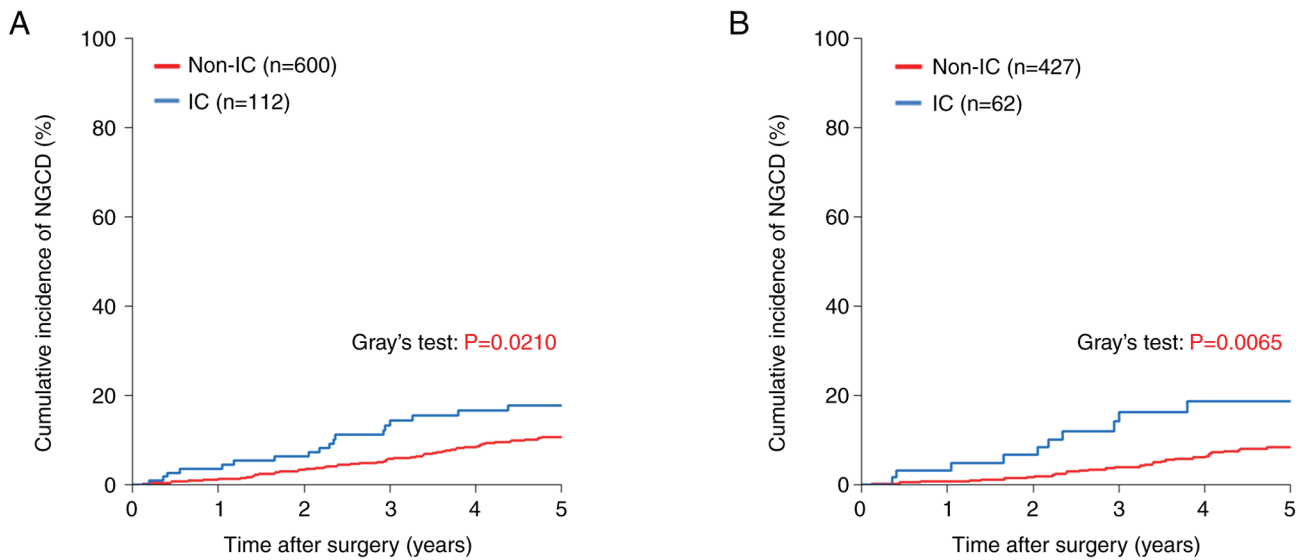 A
Cumulative incidence of NGCD (%)
100
80
60
40
20
0
Non-IC (n=600)
IC (n=112)
Gray's test: P=0.0210
0 1 2 3 4 5
Time after surgery (years)
B
Cumulative incidence of NGCD (%)
100
80
60
40
20
0
Non-IC (n=427)
IC (n=62)
Gray's test: P=0.0065
0 1 2 3 4 5
Time after surgery (years)